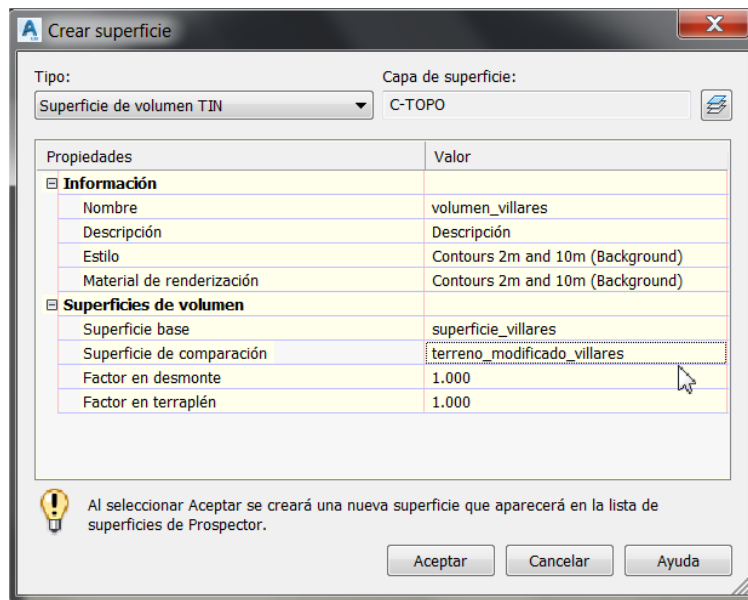 Crear superficie
Tipo:
Capa de superficie:
Superficie de volumen TIN
C-TOPO
Propiedades Valor
Información
Nombre volumen_villares
Descripción Descripción
Estilo Contours 2m and 10m (Background)
Material de renderización Contours 2m and 10m (Background)
Superficies de volumen
Superficie base superficie_villares
Superficie de comparación terreno_modificado_villares
Factor en desmonte 1.000
Factor en terraplén 1.000
Al seleccionar Aceptar se creará una nueva superficie que aparecerá en la lista de
superficies de Prospector.
Aceptar Cancelar Ayuda